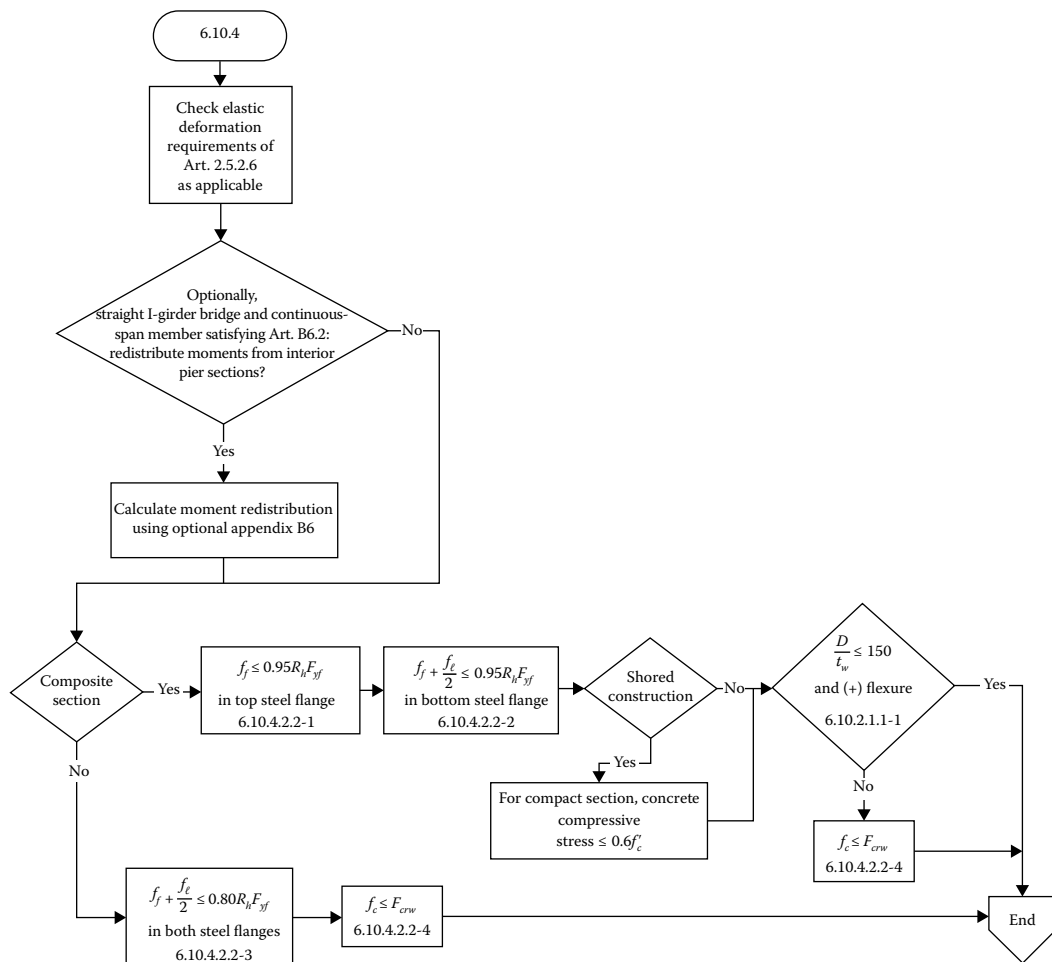 6.10.4
Check elastic
deformation
requirements of
Art. 2.5.2.6
as applicable
Optionally,
straight I-girder bridge and continuous-
span member satisfying Art. B6.2:
redistribute moments from interior
pier sections?
No
Yes
Calculate moment redistribution
using optional appendix B6
Composite
section
Yes
No
f_f ≤ 0.95R_hF_yf
in top steel flange
6.10.4.2.2-1
f_f + f_ℓ/2 ≤ 0.95R_hF_yf
in bottom steel flange
6.10.4.2.2-2
Shored
construction
No
Yes
For compact section, concrete
compressive
stress ≤ 0.6f′_c
D/t_w ≤ 150
and (+) flexure
6.10.2.1.1-1
Yes
No
f_c ≤ F_crw
6.10.4.2.2-4
f_f + f_ℓ/2 ≤ 0.80R_hF_yf
in both steel flanges
6.10.4.2.2-3
f_c ≤ F_crw
6.10.4.2.2-4
End